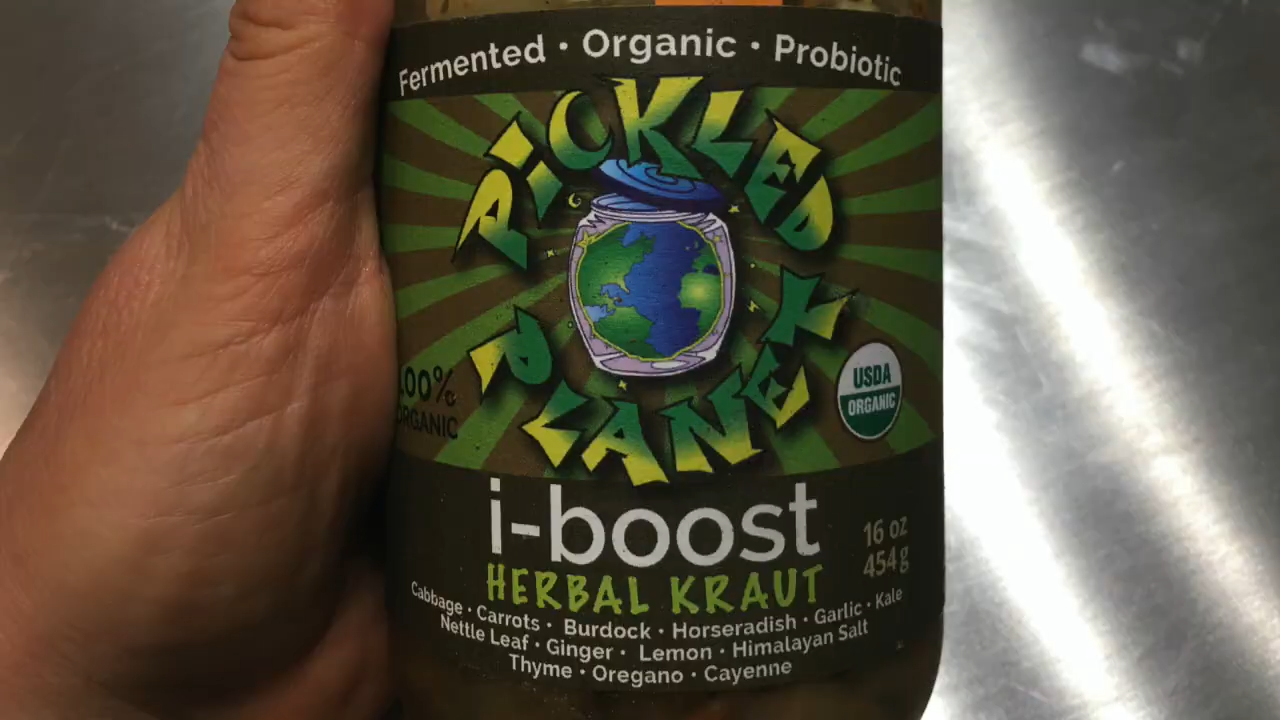 Fermented · Organic · Probiotic
PiCKLED
PLANET
100%
ORGANIC
USDA
ORGANIC
i-boost
16 oz
454g
HERBAL KRAUT
Cabbage · Carrots · Burdock · Horseradish · Garlic · Kale
Nettle Leaf · Ginger · Lemon · Himalayan Salt
Thyme · Oregano · Cayenne